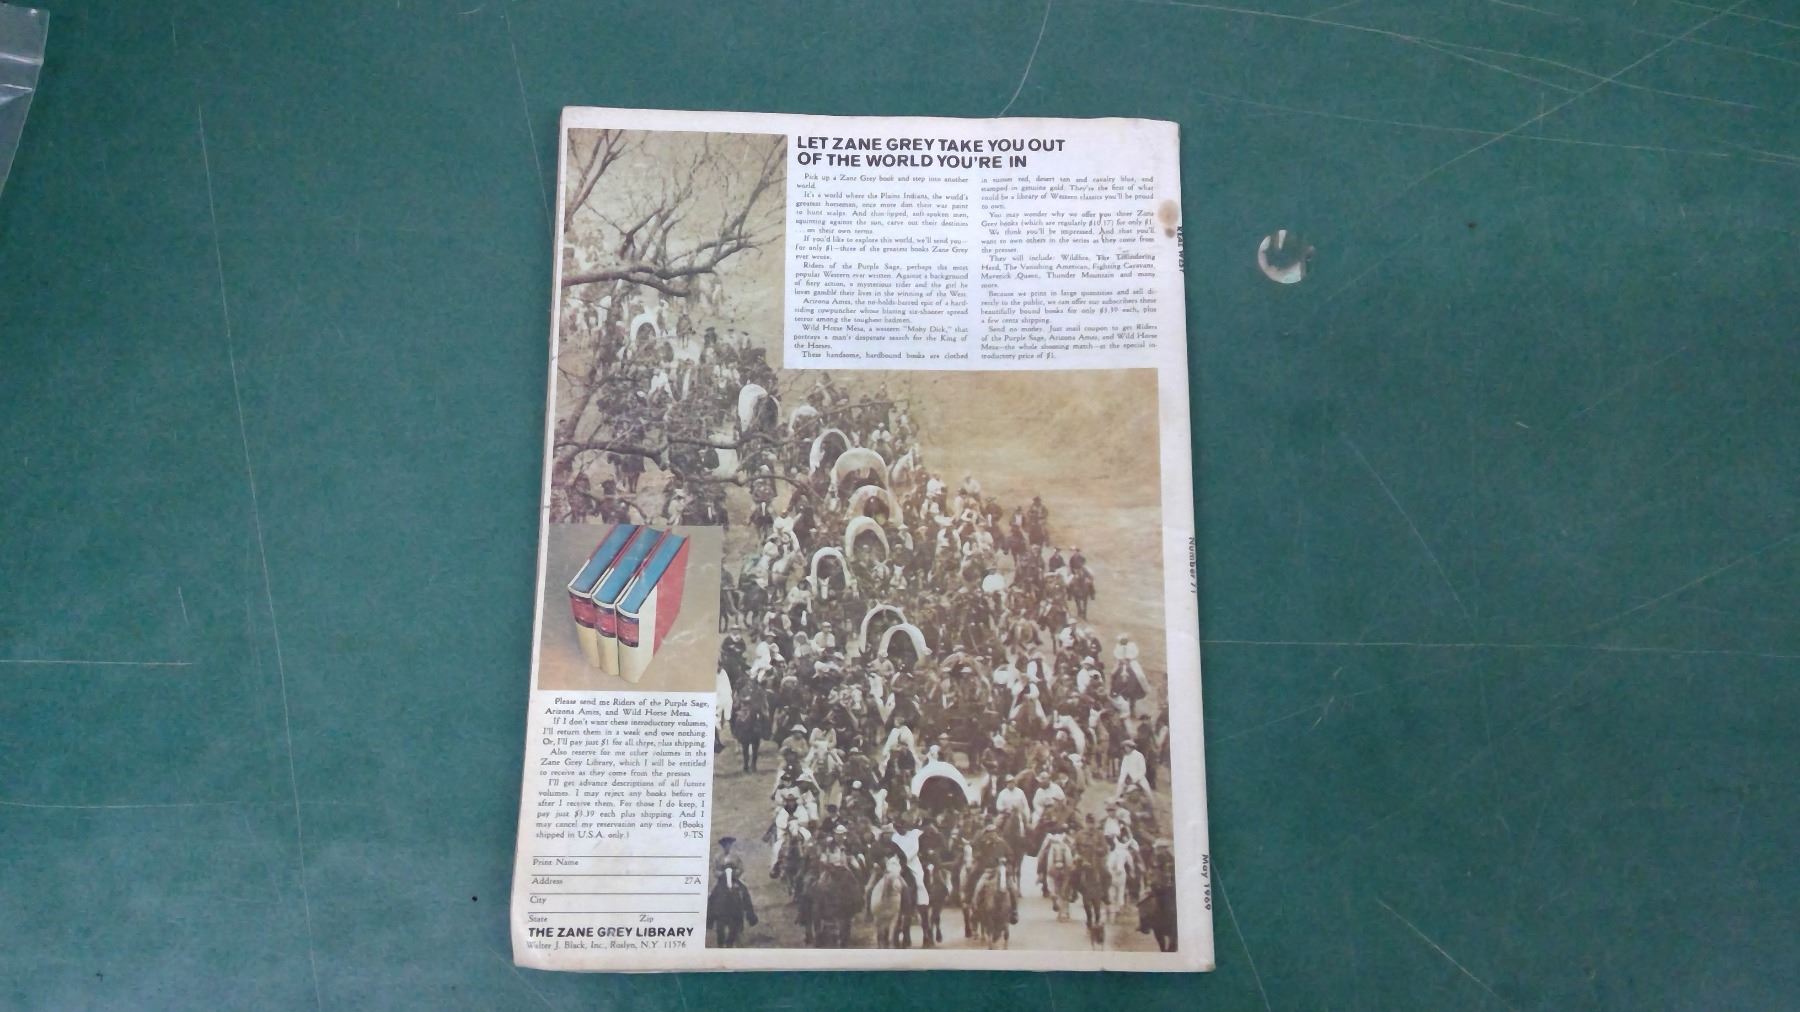 LET ZANE GREY TAKE YOU OUT
OF THE WORLD YOU'RE IN
Pick up a Zane Grey book and step into another
world.
It's a world where the Plains Indians, the world's
greatest horsemen, once more don their war paint
to hunt scalps. And thin-lipped, soft-spoken men,
squinting against the sun, carve out their destinies
... on their own terms.
If you'd like to explore this world, we'll send you—
for only $1—three of the greatest books Zane Grey
ever wrote.
Riders of the Purple Sage, perhaps the most
popular Western ever written. Against a background
of fiery action, a mysterious rider and the girl he
loves gamble their lives in the winning of the West.
Arizona Ames, the no-holds-barred epic of a hard-
riding cowpuncher whose blazing six-shooter spread
terror among the toughest badmen.
Wild Horse Mesa, a western "Moby Dick," that
portrays a man's desperate search for the King of
the Horses.
These handsome, hardbound books are clothed
in sunset red, desert tan and cavalry blue, and
stamped in genuine gold. They're the first of what
could be a library of Western classics you'll be proud
to own.
You may wonder why we offer you three Zane
Grey books (which are regularly $10.17) for only $1.
We think you'll be impressed. And that you'll
want to own others in the series as they come from
the presses.
They will include: Wildfire, The Thundering
Herd, The Vanishing American, Fighting Caravans,
Maverick Queen, Thunder Mountain and many
more.
Because we print in large quantities and sell di-
rectly to the public, we can offer our subscribers these
beautifully bound books for only $3.39 each, plus
a few cents shipping.
Send no money. Just mail coupon to get Riders
of the Purple Sage, Arizona Ames, and Wild Horse
Mesa—the whole shooting match—at the special in-
troductory price of $1.
Please send me Riders of the Purple Sage,
Arizona Ames, and Wild Horse Mesa.
If I don't want these introductory volumes,
I'll return them in a week and owe nothing.
Or, I'll pay just $1 for all three, plus shipping.
Also reserve for me other volumes in the
Zane Grey Library, which I will be entitled
to receive as they come from the presses
I'll get advance descriptions of all future
volumes. I may reject any books before or
after I receive them. For those I do keep, I
pay just $3.39 each plus shipping. And I
may cancel my reservation any time. (Books
shipped in U.S.A. only.) 9-TS
Print Name
Address 27A
City
State Zip
THE ZANE GREY LIBRARY
Walter J. Black, Inc., Roslyn, N.Y. 11576
WEST
Number
May 1969